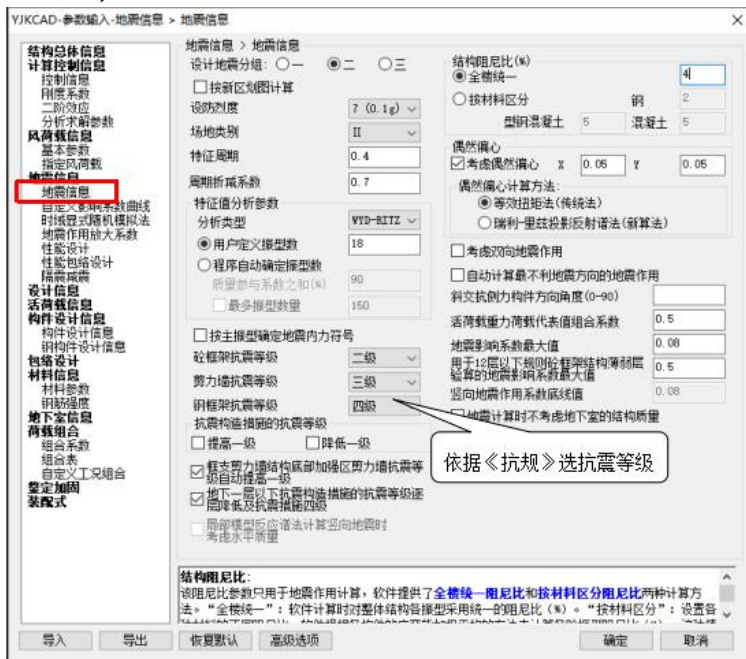 YJKCAD-参数输入-地震信息 > 地震信息
×
结构总体信息
计算控制信息
控制信息
刚度系数
二阶效应
分析求解参数
风荷载信息
基本参数
指定风荷载
地震信息
地震信息
自定义影响系数曲线
时域显式随机模拟法
地震作用放大系数
性能设计
性能包络设计
隔震减震
设计信息
活荷载信息
构件设计信息
构件设计信息
钢构件设计信息
包络设计
材料信息
材料参数
钢筋强度
地下室信息
荷载组合
组合系数
组合表
自定义工况组合
鉴定加固
装配式
地震信息 > 地震信息
设计地震分组: 一 二 三
按新区划图计算
设防烈度 7 (0.1g)
场地类别 II
特征周期 0.4
周期折减系数 0.7
特征值分析参数
分析类型 WYD-RITZ
用户定义振型数 18
程序自动确定振型数
质量参与系数之和(%) 90
最多振型数量 150
按主振型确定地震内力符号
砼框架抗震等级 二级
剪力墙抗震等级 三级
钢框架抗震等级 四级
抗震构造措施的抗震等级
提高一级 降低一级
框支剪力墙结构底部加强区剪力墙抗震等
级自动提高一级
地下一层以下抗震构造措施的抗震等级逐
层降低及抗震措施四级
局部模型反应谱法计算竖向地震时
考虑水平质量
结构阻尼比(%)
全楼统一 4
按材料区分 钢 2
型钢混凝土 5 混凝土 5
偶然偏心
考虑偶然偏心 X 0.05 Y 0.05
偶然偏心计算方法:
等效扭矩法(传统法)
瑞利-里兹投影反射谱法(新算法)
考虑双向地震作用
自动计算最不利地震方向的地震作用
斜交抗侧力构件方向角度(0-90)
活荷载重力荷载代表值组合系数 0.5
地震影响系数最大值 0.08
用于12层以下规则砼框架结构薄弱层
验算的地震影响系数最大值 0.5
竖向地震作用系数底线值 0.08
地震计算时不考虑地下室的结构质量
依据《抗规》选抗震等级
结构阻尼比:
该阻尼比参数只用于地震作用计算，软件提供了全楼统一阻尼比和按材料区分阻尼比两种计算方
法。“全楼统一”：软件计算时对整体结构各振型采用统一的阻尼比（%）。“按材料区分”：设置各
导入 导出 恢复默认 高级选项 确定 取消